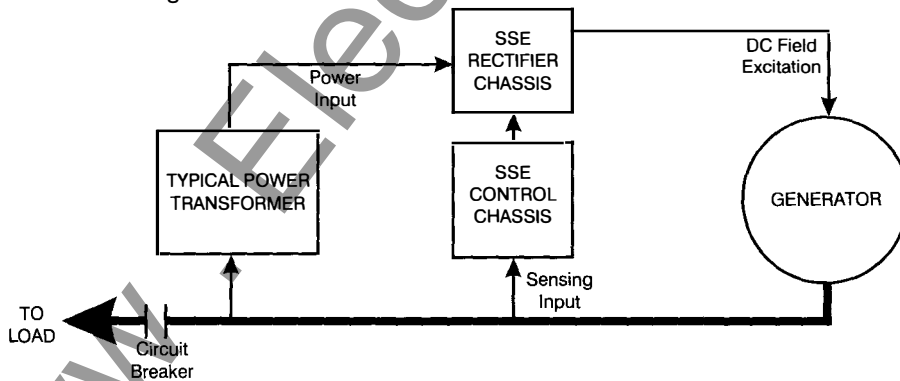 SSE
RECTIFIER
CHASSIS
DC Field
Excitation
Power
Input
TYPICAL POWER
TRANSFORMER
SSE
CONTROL
CHASSIS
GENERATOR
Sensing
Input
TO
LOAD
Circuit
Breaker
Elec